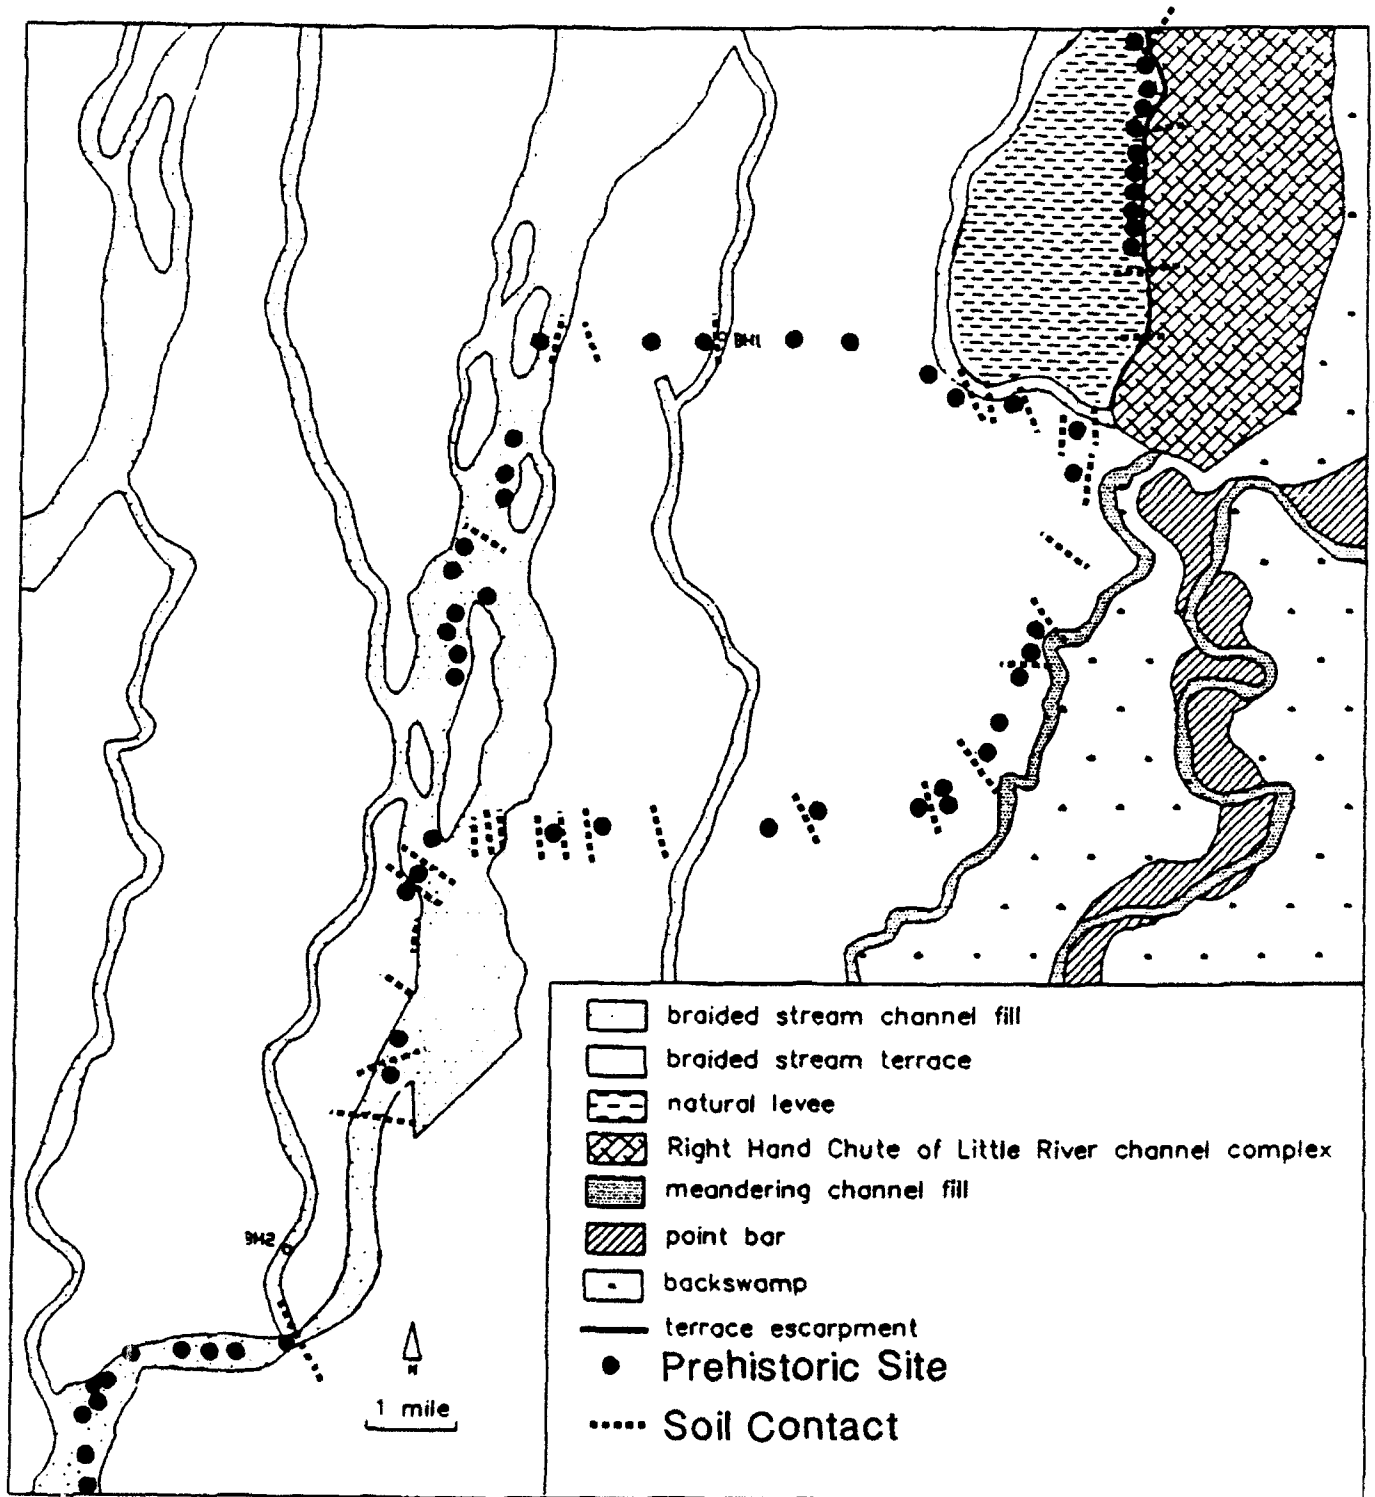 BH1
braided stream channel fill
braided stream terrace
natural levee
Right Hand Chute of Little River channel complex
meandering channel fill
point bar
BH2
backswamp
terrace escarpment
N
Prehistoric Site
1 mile
Soil Contact